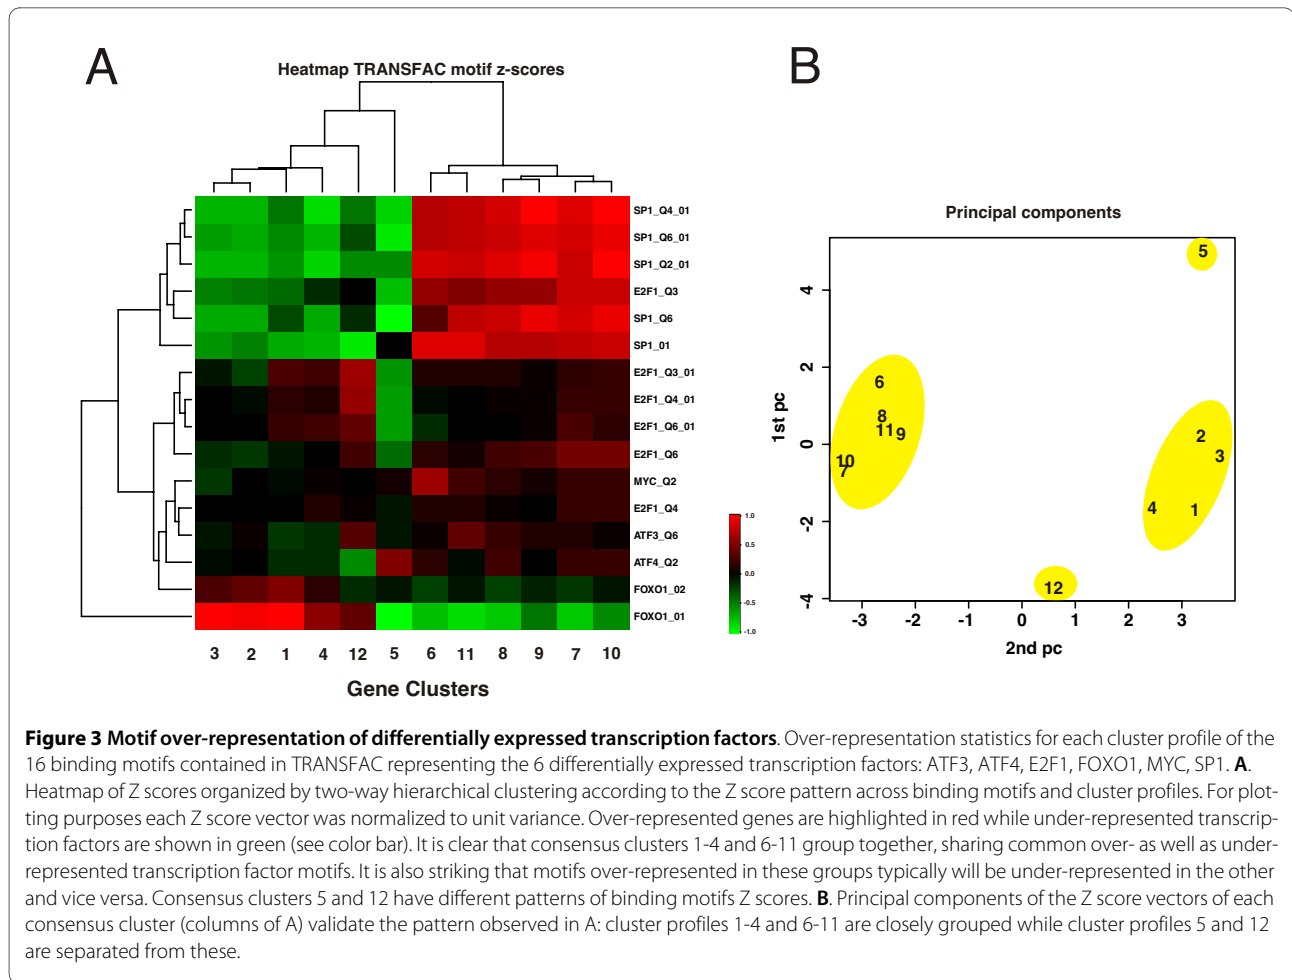 A
B
Heatmap TRANSFAC motif z-scores
SP1_Q4_01
SP1_Q6_01
SP1_Q2_01
E2F1_Q3
SP1_Q6
SP1_01
E2F1_Q3_01
E2F1_Q4_01
E2F1_Q6_01
E2F1_Q6
MYC_Q2
E2F1_Q4
ATF3_Q6
ATF4_Q2
FOXO1_02
FOXO1_01
3 2 1 4 12 5 6 11 8 9 7 10
Gene Clusters
1.0
0.5
0.0
-0.5
-1.0
Principal components
1st pc
4
2
0
-2
-4
5
6
8
11 9
10
7
2
3
4 1
12
-3 -2 -1 0 1 2 3
2nd pc
Figure 3 Motif over-representation of differentially expressed transcription factors. Over-representation statistics for each cluster profile of the
16 binding motifs contained in TRANSFAC representing the 6 differentially expressed transcription factors: ATF3, ATF4, E2F1, FOXO1, MYC, SP1. A.
Heatmap of Z scores organized by two-way hierarchical clustering according to the Z score pattern across binding motifs and cluster profiles. For plot-
ting purposes each Z score vector was normalized to unit variance. Over-represented genes are highlighted in red while under-represented transcrip-
tion factors are shown in green (see color bar). It is clear that consensus clusters 1-4 and 6-11 group together, sharing common over- as well as under-
represented transcription factor motifs. It is also striking that motifs over-represented in these groups typically will be under-represented in the other
and vice versa. Consensus clusters 5 and 12 have different patterns of binding motifs Z scores. B. Principal components of the Z score vectors of each
consensus cluster (columns of A) validate the pattern observed in A: cluster profiles 1-4 and 6-11 are closely grouped while cluster profiles 5 and 12
are separated from these.